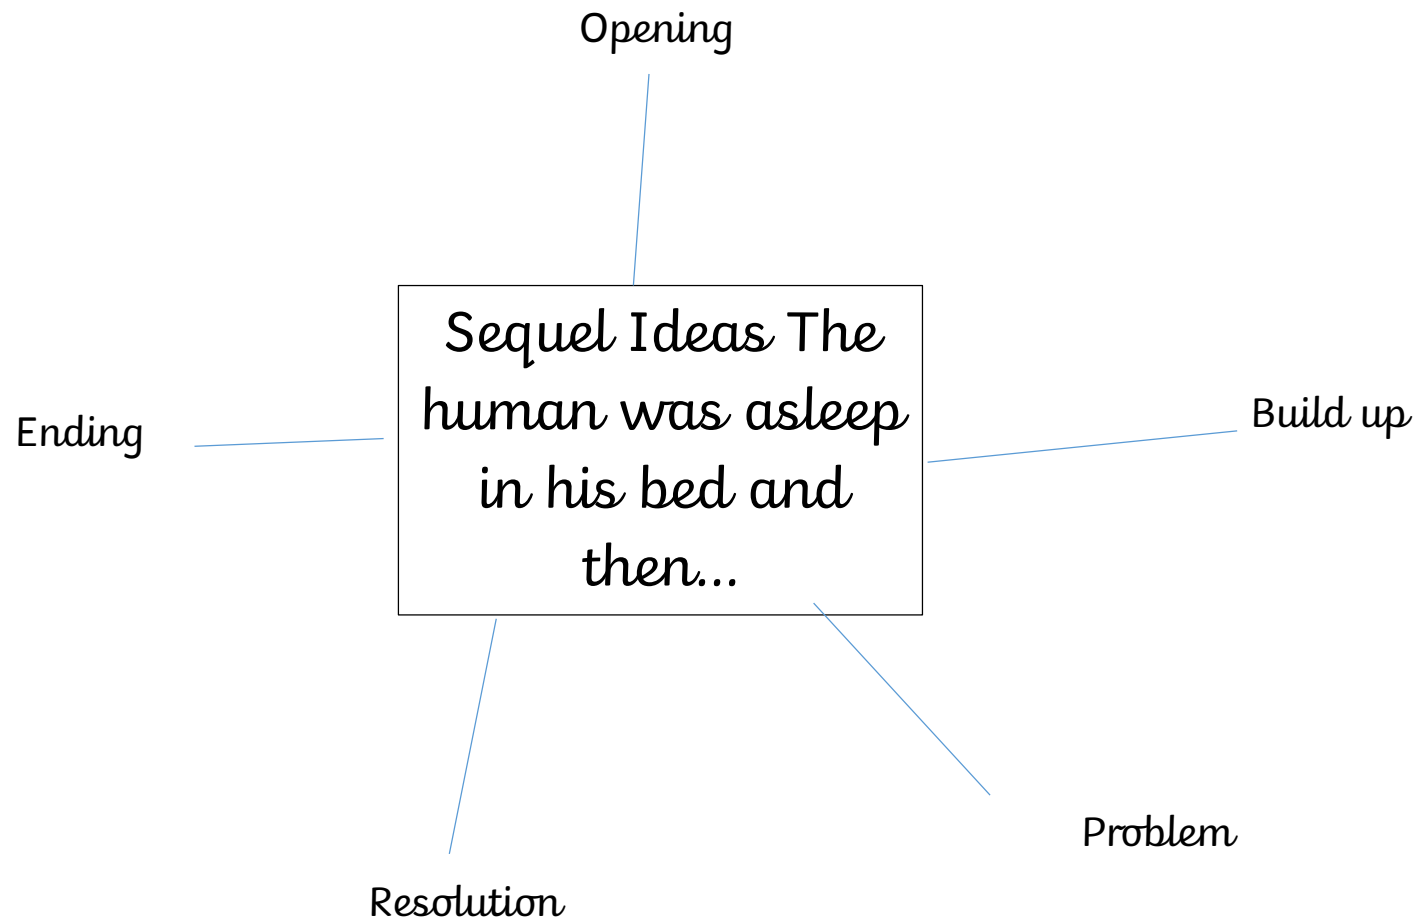 Opening
Sequel Ideas The
human was asleep
in his bed and
then...
Build up
Ending
Problem
Resolution